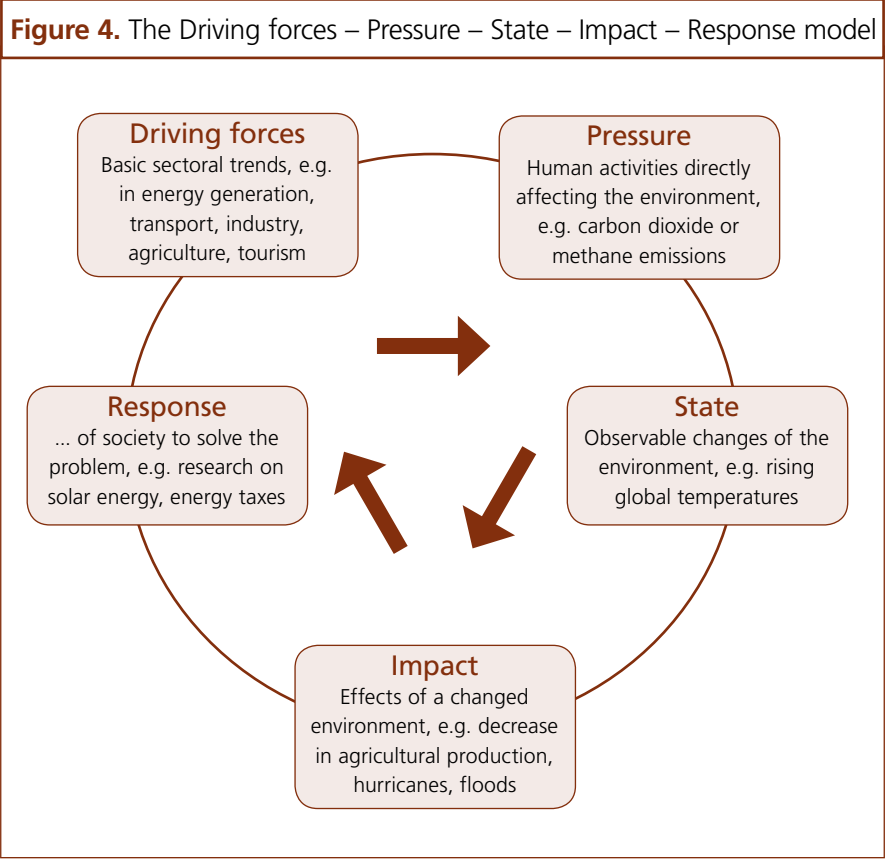 Figure 4. The Driving forces – Pressure – State – Impact – Response model
Driving forces
Basic sectoral trends, e.g.
in energy generation,
transport, industry,
agriculture, tourism
Pressure
Human activities directly
affecting the environment,
e.g. carbon dioxide or
methane emissions
Response
... of society to solve the
problem, e.g. research on
solar energy, energy taxes
State
Observable changes of the
environment, e.g. rising
global temperatures
Impact
Effects of a changed
environment, e.g. decrease
in agricultural production,
hurricanes, floods